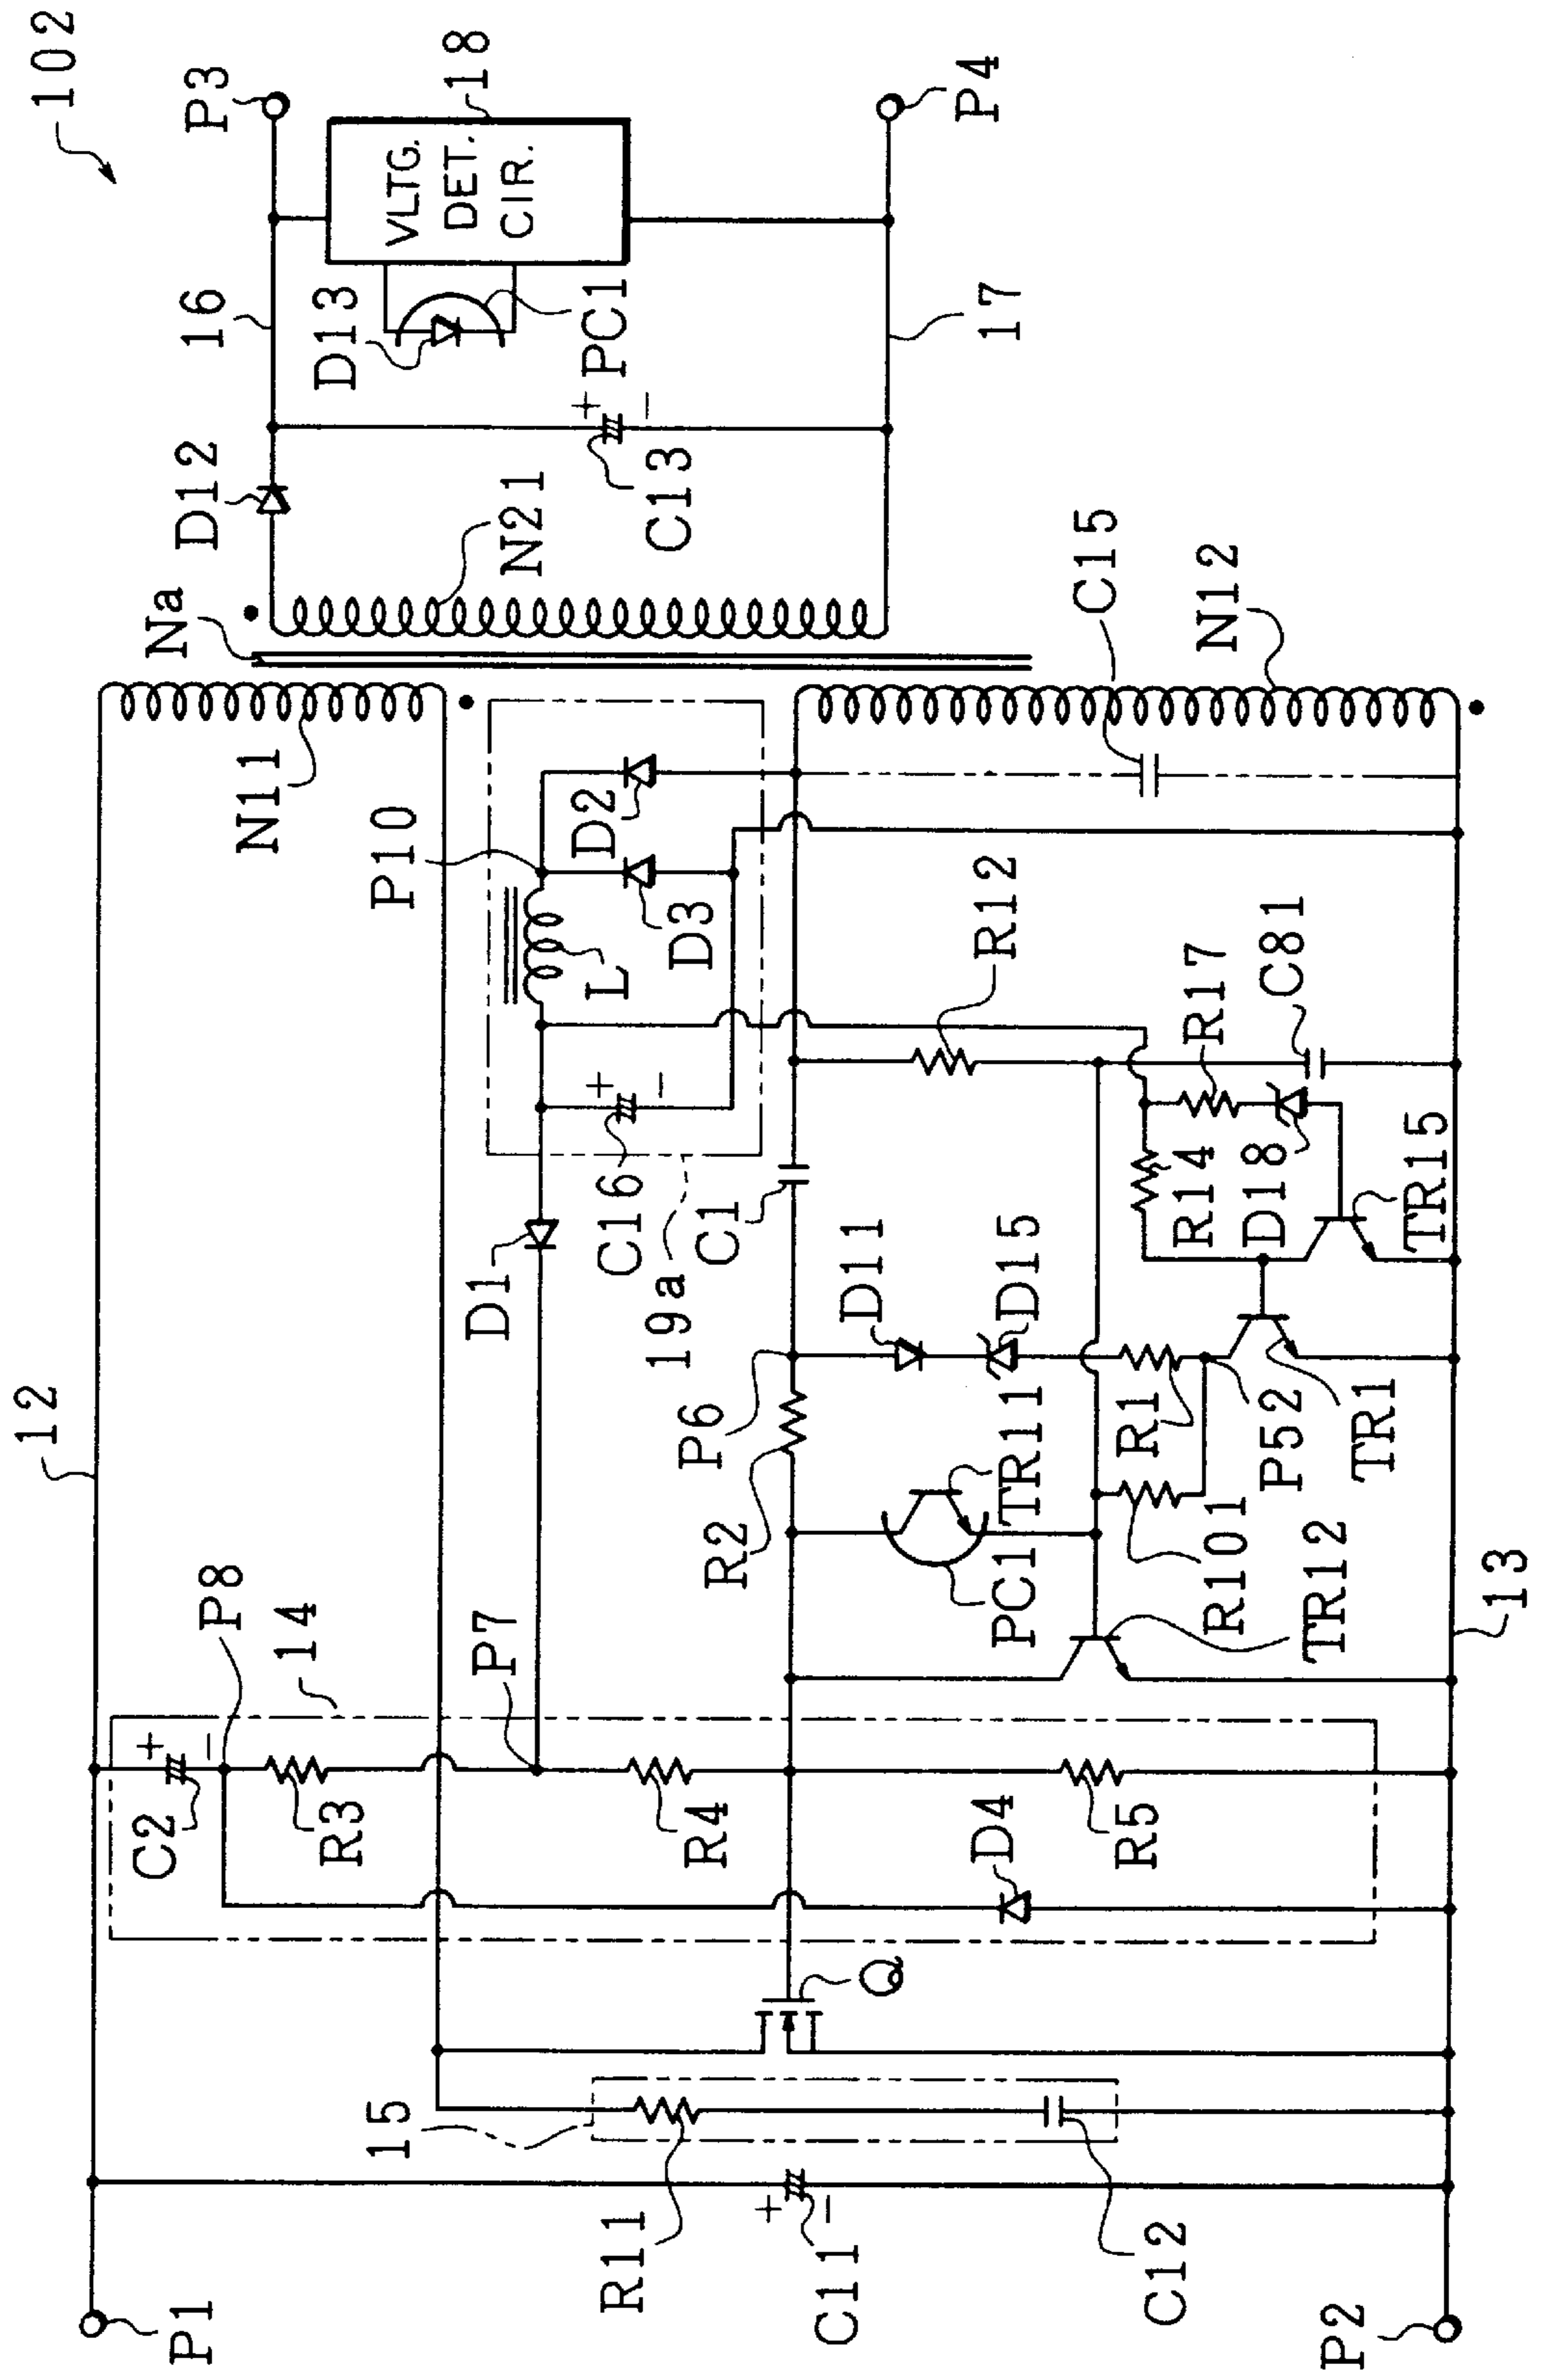 102
P3
18
P4
VLTG.
DET.
CIR.
16
D13
PC1
17
D12
C13
N21
Na
C15
N12
N11
P10
D2
D3
L
R12
R17
C81
C16
C1
19a
D1
D11
D15
R14
D18
TR15
12
P6
R2
TR11
PC1
R1
P52
TR1
R101
TR12
13
P8
14
P7
C2
R3
R4
D4
R5
Q
15
R11
C11
C12
P1
P2